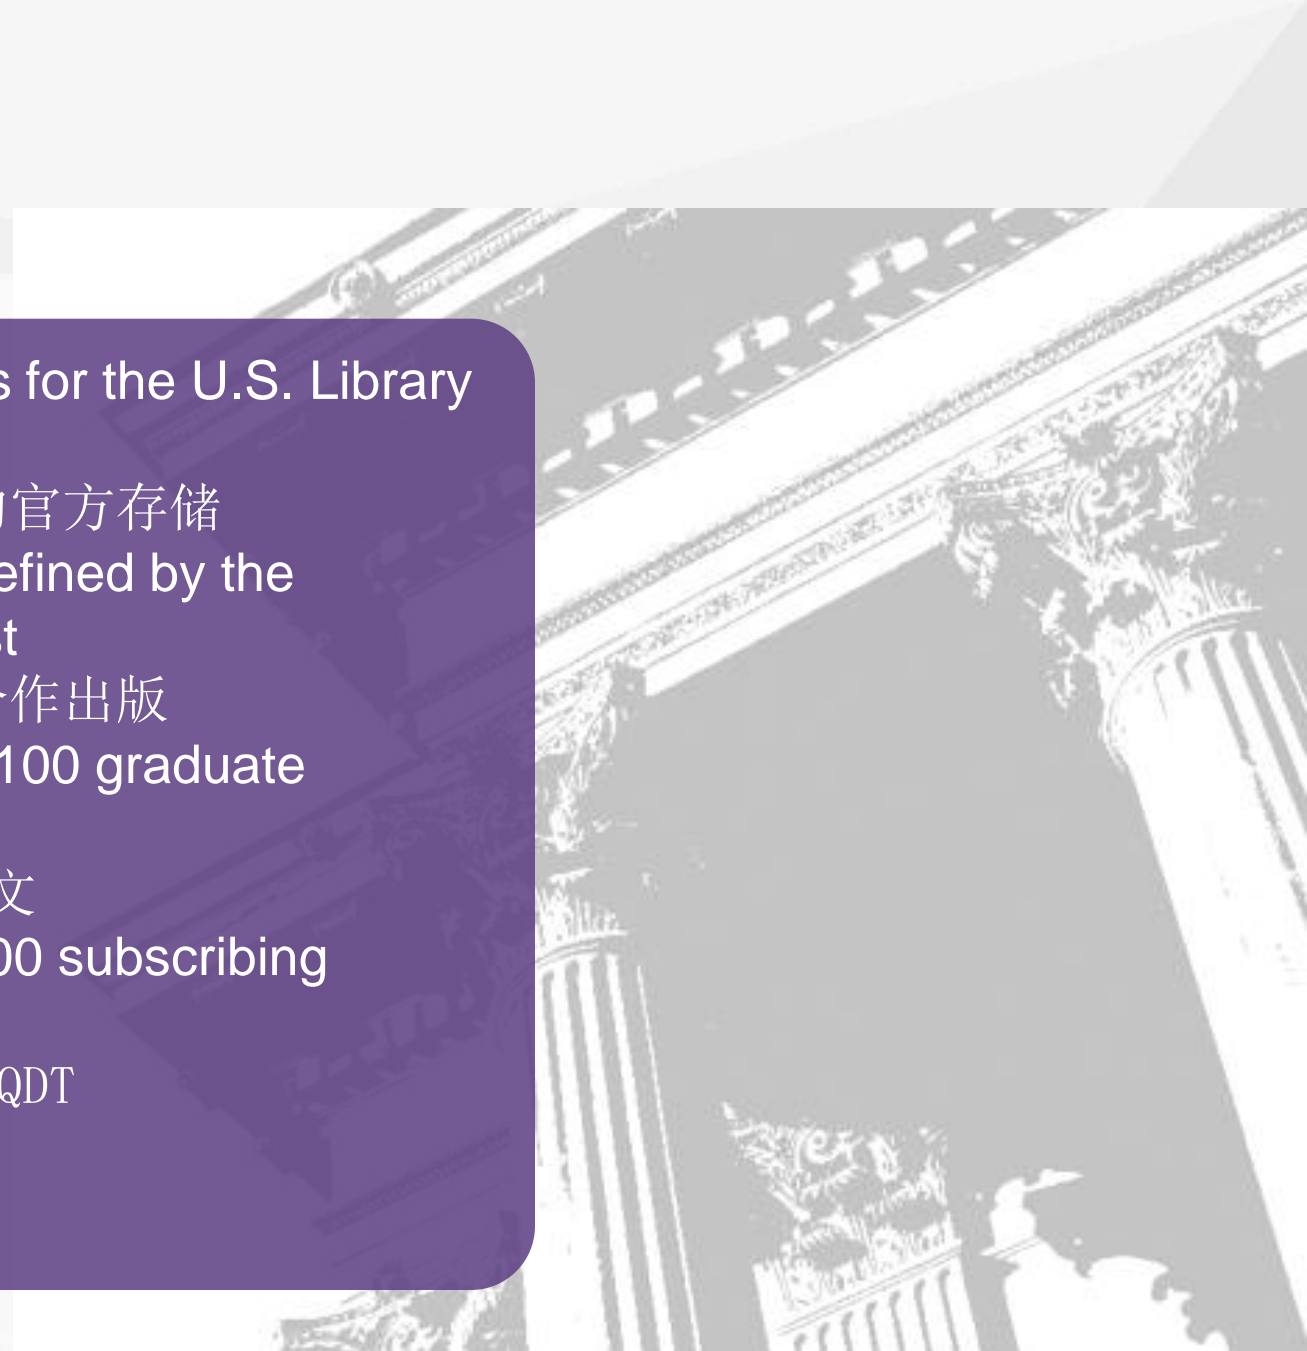 s for the U.S. Library
官方存储
efined by the
st
作出版
100 graduate
文
00 subscribing
QDT